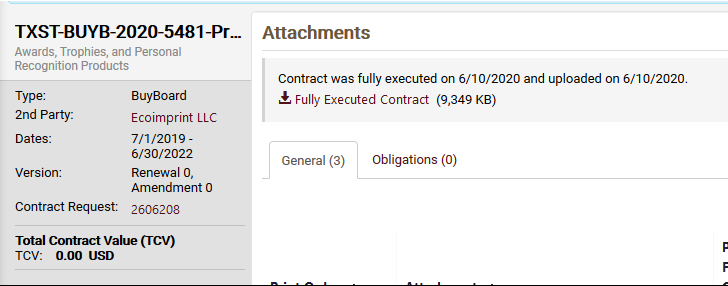 TXST-BUYB-2020-5481-Pr...
Awards, Trophies, and Personal
Recognition Products
Type: BuyBoard
2nd Party: Ecoimprint LLC
Dates: 7/1/2019 -
6/30/2022
Version: Renewal 0,
Amendment 0
Contract Request: 2606208
Total Contract Value (TCV)
TCV: 0.00 USD
Attachments
Contract was fully executed on 6/10/2020 and uploaded on 6/10/2020.
Fully Executed Contract (9,349 KB)
General (3) Obligations (0)
P
F